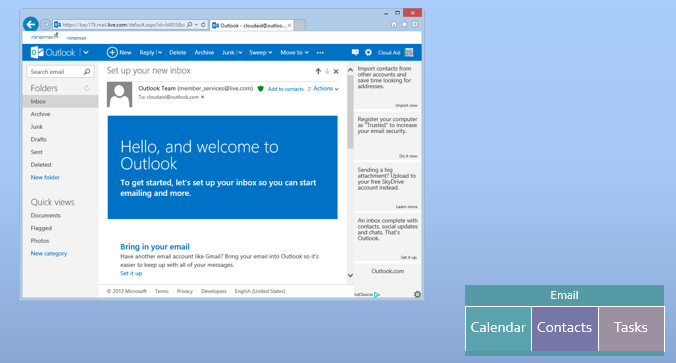 https://bay179.mail.live.com/default.aspx?id=64855&o
Outlook - cloudaid@outlook.c...
nineman
nineman
Outlook
New Reply Delete Archive Junk Sweep Move to ...
Cloud Aid
Search email
Folders
Inbox
Archive
Junk
Drafts
Sent
Deleted
New folder
Quick views
Documents
Flagged
Photos
New category
Set up your new inbox
Outlook Team (member_services@live.com)
Add to contacts
2
Actions
To: cloudaid@outlook.com
Hello, and welcome to
Outlook
To get started, let's set up your inbox so you can start
emailing and more.
Bring in your email
Have another email account like Gmail? Bring your email into Outlook so it's
easier to keep up with all of your messages.
Set it up
Import contacts from
other accounts and
save time looking for
addresses.
Import now
Register your computer
as "Trusted" to increase
your email security.
Do it now
Sending a big
attachment? Upload to
your free SkyDrive
account instead.
Learn more
An inbox complete with
contacts, social updates
and chats. That's
Outlook.
Set it up.
Outlook.com
AdChoices
© 2013 Microsoft Terms Privacy Developers English (United States)
Email
Calendar
Contacts
Tasks